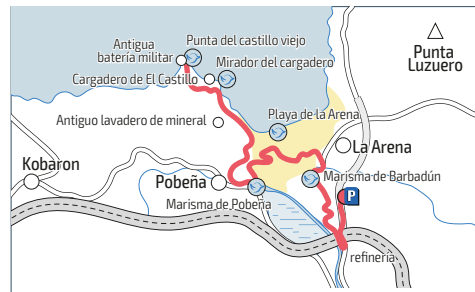 Antigua
batería militar
Punta del castillo viejo
Mirador del cargadero
Cargadero de El Castillo
Punta
Luzuero
Antiguo lavadero de mineral
Playa de la Arena
La Arena
Kobaron
Pobeña
Marisma de Barbadún
Marisma de Pobeña
P
refinería